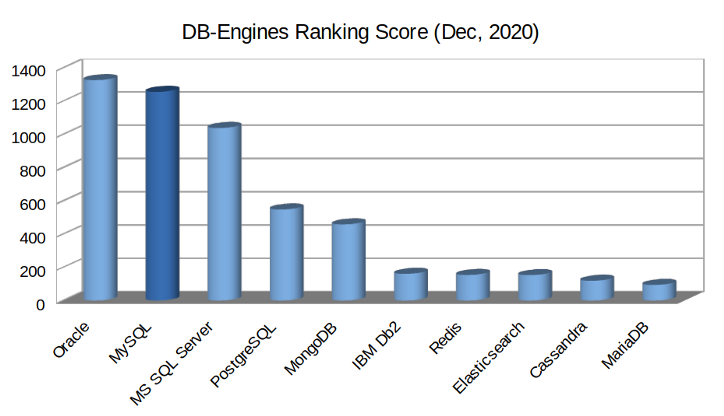 DB-Engines Ranking Score (Dec, 2020)
1400
1200
1000
800
600
400
200
0
Oracle
MySQL
MS SQL Server
PostgreSQL
MongoDB
IBM Db2
Redis
Elasticsearch
Cassandra
MariaDB